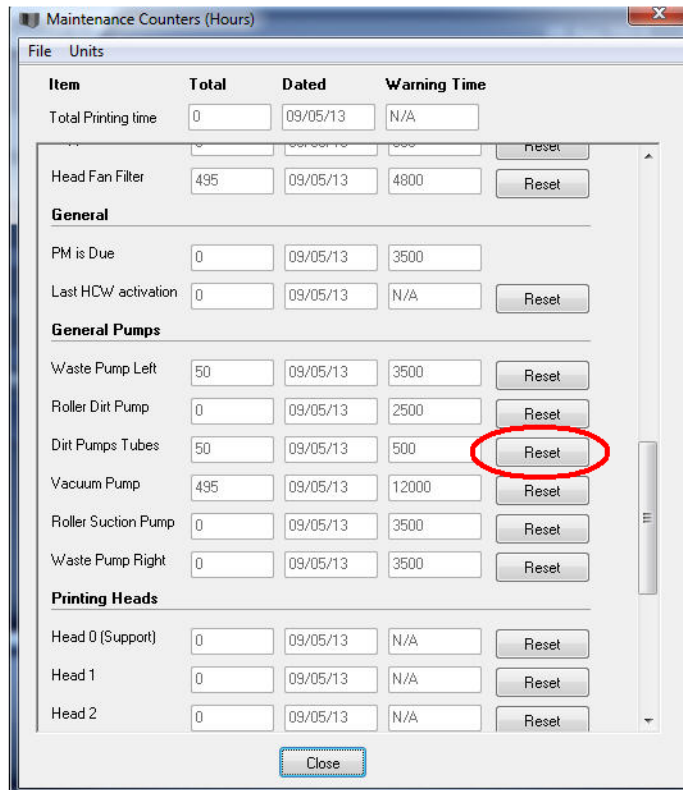 Maintenance Counters (Hours)
File Units
Item Total Dated Warning Time
Total Printing time 0 09/05/13 N/A
Reset
Head Fan Filter 495 09/05/13 4800 Reset
General
PM is Due 0 09/05/13 3500
Last HCW activation 0 09/05/13 N/A Reset
General Pumps
Waste Pump Left 50 09/05/13 3500 Reset
Roller Dirt Pump 0 09/05/13 2500 Reset
Dirt Pumps Tubes 50 09/05/13 500 Reset
Vacuum Pump 495 09/05/13 12000 Reset
Roller Suction Pump 0 09/05/13 3500 Reset
Waste Pump Right 0 09/05/13 3500 Reset
Printing Heads
Head 0 (Support) 0 09/05/13 N/A Reset
Head 1 0 09/05/13 N/A Reset
Head 2 0 09/05/13 N/A Reset
Close